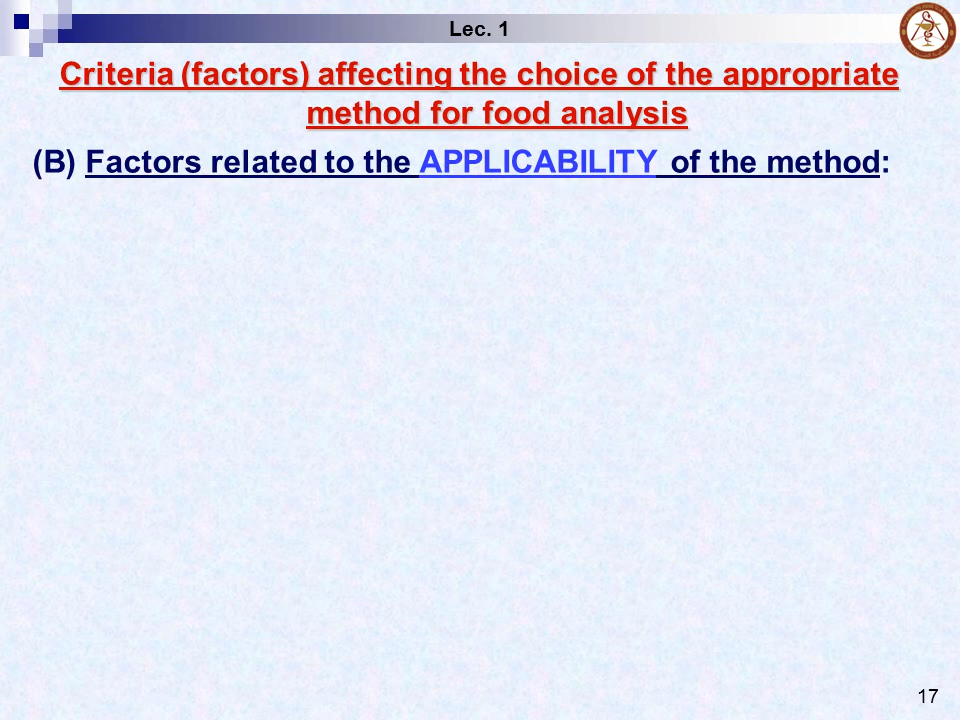 Lec. 1
Criteria (factors) affecting the choice of the appropriate
method for food analysis
(B) Factors related to the APPLICABILITY of the method:
17